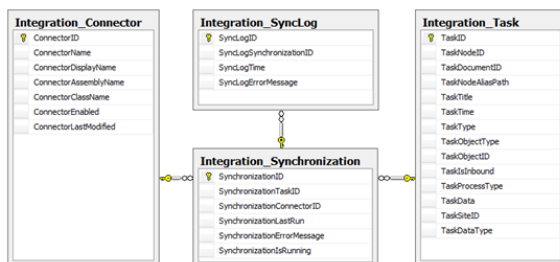 Integration_Connector
ConnectorID
ConnectorName
ConnectorDisplayName
ConnectorAssemblyName
ConnectorClassName
ConnectorEnabled
ConnectorLastModified
Integration_SyncLog
SyncLogID
SyncLogSynchronizationID
SyncLogTime
SyncLogErrorMessage
Integration_Synchronization
SynchronizationID
SynchronizationTaskID
SynchronizationConnectorID
SynchronizationLastRun
SynchronizationErrorMessage
SynchronizationIsRunning
Integration_Task
TaskID
TaskNodeID
TaskDocumentID
TaskNodeAliasPath
TaskTitle
TaskTime
TaskType
TaskObjectType
TaskObjectID
TaskIsInbound
TaskProcessType
TaskData
TaskSiteID
TaskDataType